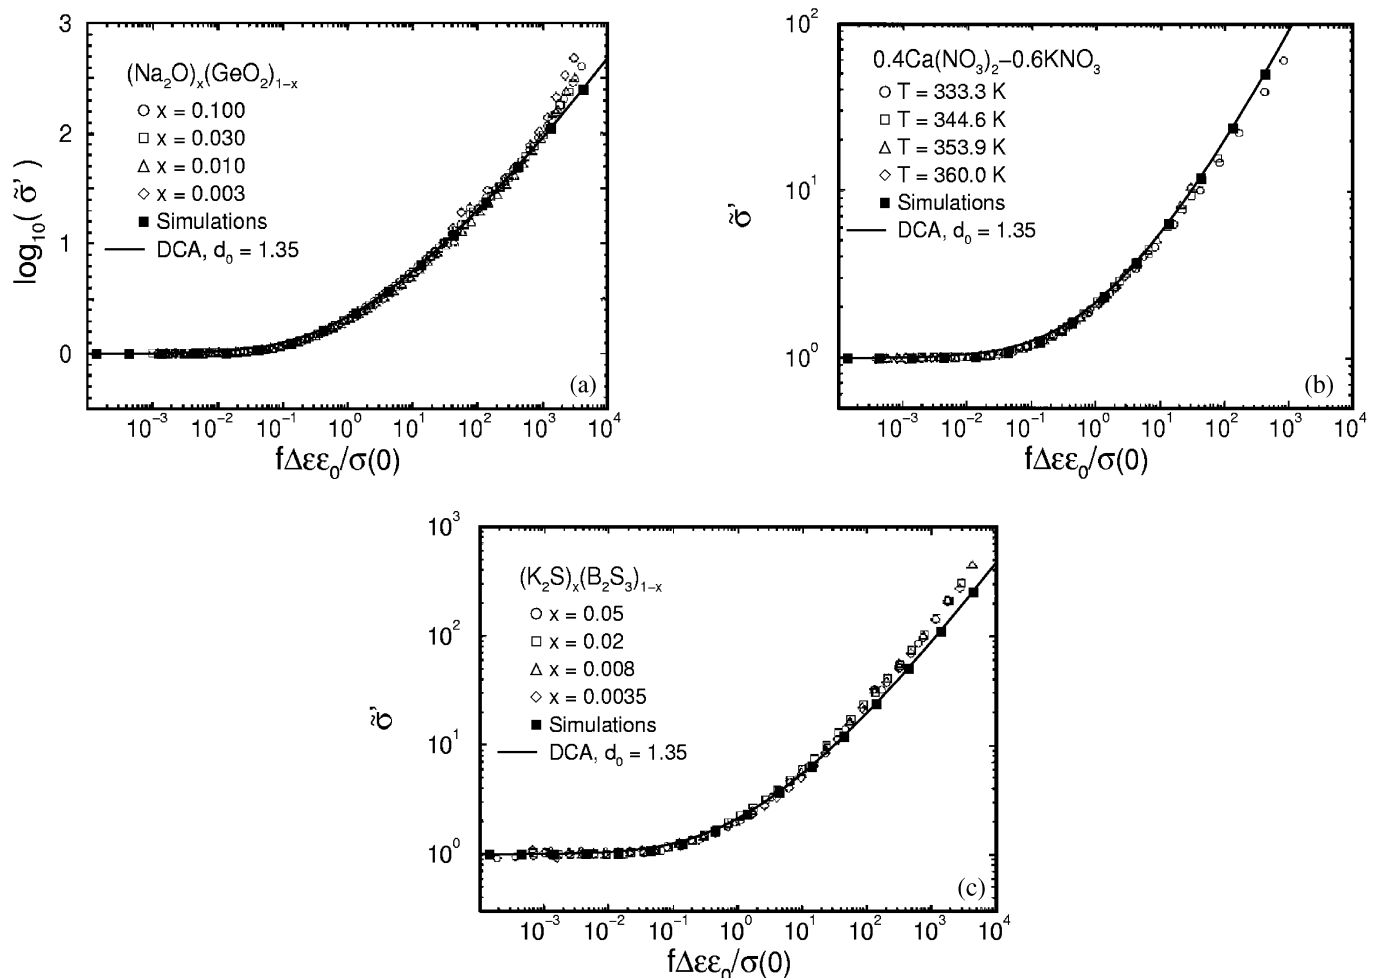 3
2
1
0
log₁₀( σ̃' )
(Na₂O)ₓ(GeO₂)₁₋ₓ
x = 0.100
x = 0.030
x = 0.010
x = 0.003
Simulations
DCA, d₀ = 1.35
(a)
10⁻³ 10⁻² 10⁻¹ 10⁰ 10¹ 10² 10³ 10⁴
fΔεε₀/σ(0)
10²
10¹
10⁰
σ̃'
0.4Ca(NO₃)₂−0.6KNO₃
T = 333.3 K
T = 344.6 K
T = 353.9 K
T = 360.0 K
Simulations
DCA, d₀ = 1.35
(b)
10⁻³ 10⁻² 10⁻¹ 10⁰ 10¹ 10² 10³ 10⁴
fΔεε₀/σ(0)
10³
10²
10¹
10⁰
σ̃'
(K₂S)ₓ(B₂S₃)₁₋ₓ
x = 0.05
x = 0.02
x = 0.008
x = 0.0035
Simulations
DCA, d₀ = 1.35
(c)
10⁻³ 10⁻² 10⁻¹ 10⁰ 10¹ 10² 10³ 10⁴
fΔεε₀/σ(0)